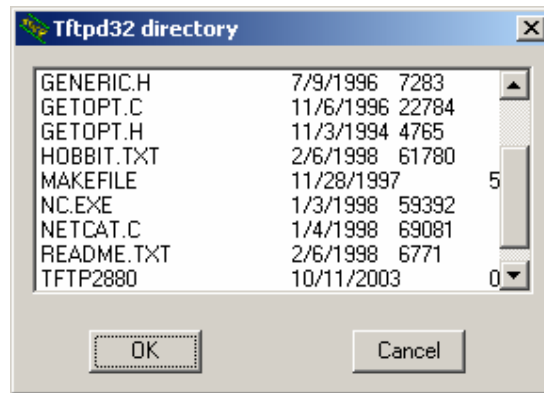 Tftpd32 directory
GENERIC.H 7/9/1996 7283
GETOPT.C 11/6/1996 22784
GETOPT.H 11/3/1994 4765
HOBBIT.TXT 2/6/1998 61780
MAKEFILE 11/28/1997 5
NC.EXE 1/3/1998 59392
NETCAT.C 1/4/1998 69081
README.TXT 2/6/1998 6771
TFTP2880 10/11/2003 0
OK Cancel